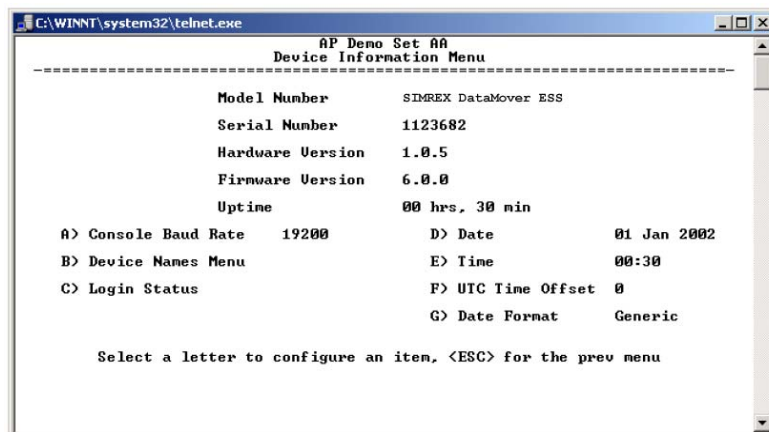 C:\WINNT\system32\telnet.exe
AP Demo Set AA
Device Information Menu
Model Number SIMREX DataMover ESS
Serial Number 1123682
Hardware Version 1.0.5
Firmware Version 6.0.0
Uptime 00 hrs, 30 min
A) Console Baud Rate 19200 D) Date 01 Jan 2002
B) Device Names Menu E) Time 00:30
C) Login Status F) UTC Time Offset 0
G) Date Format Generic
Select a letter to configure an item, <ESC> for the prev menu